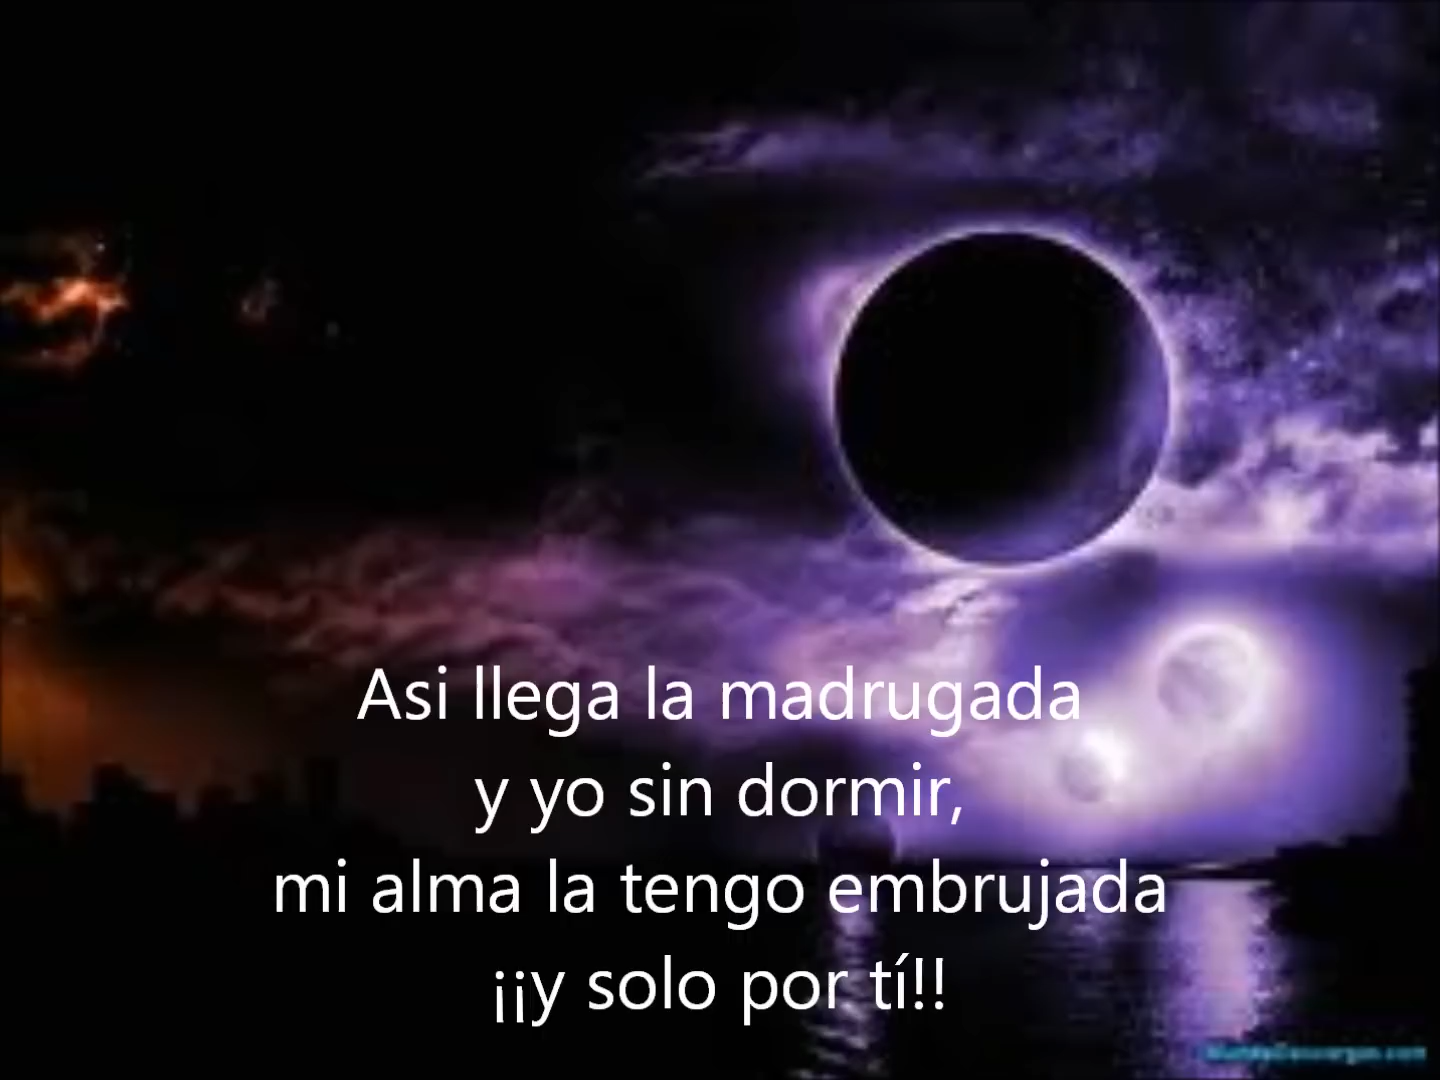 Asi llega la madrugada
y yo sin dormir,
mi alma la tengo embrujada
¡¡y solo por tí!!